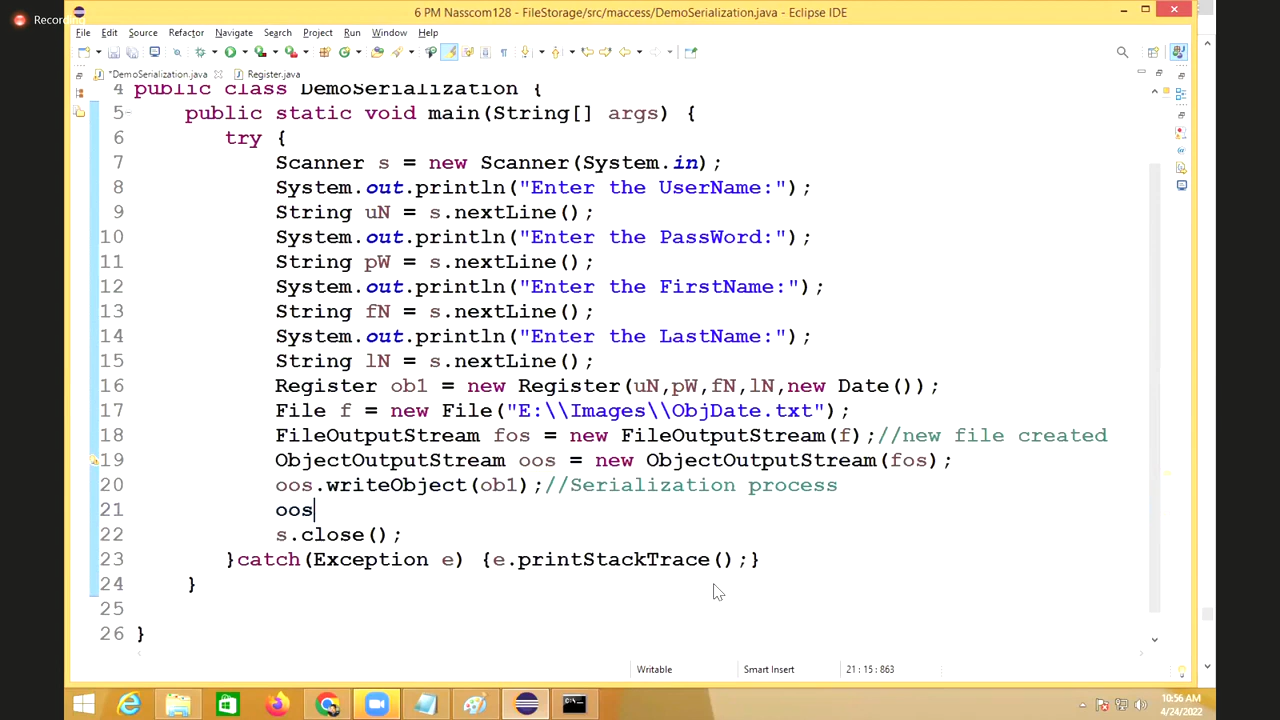 Recording
6 PM Nasscom128 - FileStorage/src/maccess/DemoSerialization.java - Eclipse IDE
File Edit Source Refactor Navigate Search Project Run Window Help
*DemoSerialization.java Register.java
4 public class DemoSerialization {
5 public static void main(String[] args) {
6 try {
7 Scanner s = new Scanner(System.in);
8 System.out.println("Enter the UserName:");
9 String uN = s.nextLine();
10 System.out.println("Enter the PassWord:");
11 String pW = s.nextLine();
12 System.out.println("Enter the FirstName:");
13 String fN = s.nextLine();
14 System.out.println("Enter the LastName:");
15 String lN = s.nextLine();
16 Register ob1 = new Register(uN,pW,fN,lN,new Date());
17 File f = new File("E:\\Images\\ObjDate.txt");
18 FileOutputStream fos = new FileOutputStream(f);//new file created
19 ObjectOutputStream oos = new ObjectOutputStream(fos);
20 oos.writeObject(ob1);//Serialization process
21 oos
22 s.close();
23 }catch(Exception e) {e.printStackTrace();}
24 }
25
26 }
Writable Smart Insert 21 : 15 : 863
10:56 AM
4/24/2022